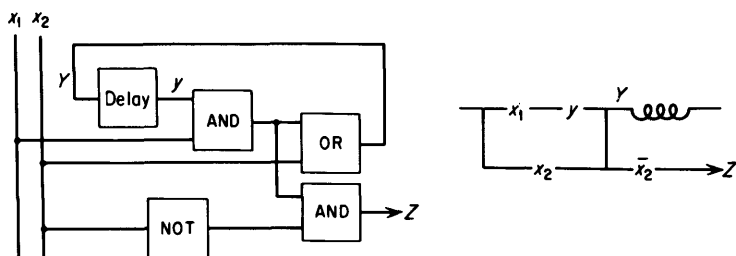 x₁ x₂
Y Delay y AND OR
NOT AND Z
x₁ y Y
x₂ x̄₂ Z